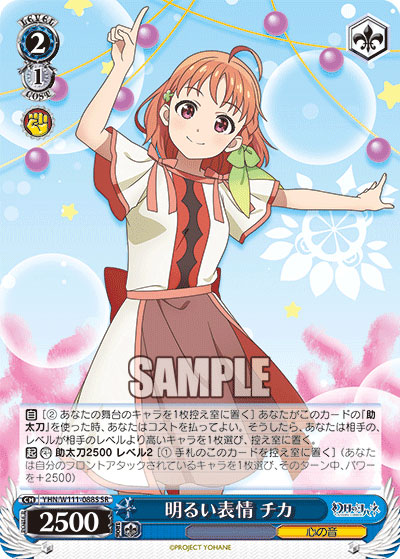 LEVEL
2
1
COST
SAMPLE
自 [② あなたの舞台のキャラを1枚控え室に置く] あなたがこのカードの「助
太刀」を使った時、あなたはコストを払ってよい。そうしたら、あなたは相手の
レベルが相手のレベルより高いキャラを1枚選び、控え室に置く。
起 助太刀2500 レベル2 [① 手札のこのカードを控え室に置く] (あなた
は自分のフロントアタックされているキャラを1枚選び、そのターン中、パワー
を+2500)
CH YHN/W111-088SSR
明るい表情 チカ
2500
心の音
©PROJECT YOHANE